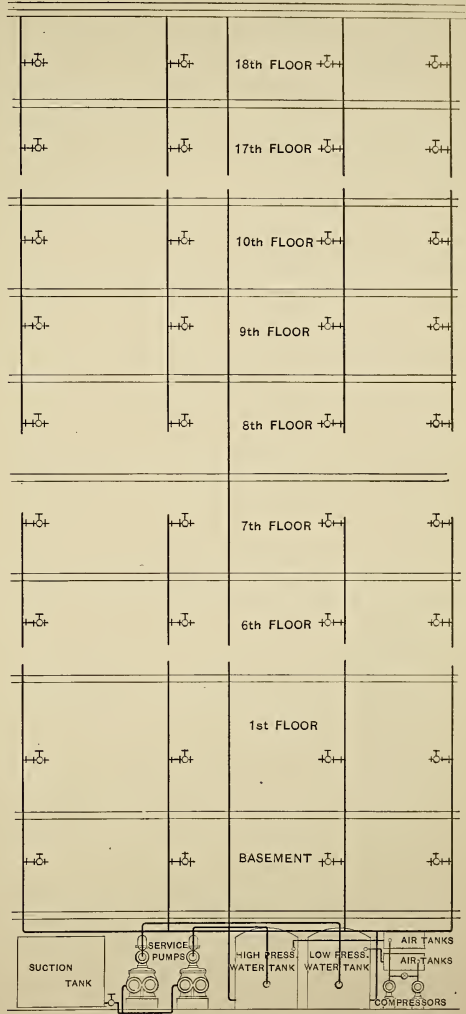 18th FLOOR
17th FLOOR
10th FLOOR
9th FLOOR
8th FLOOR
7th FLOOR
6th FLOOR
1st FLOOR
BASEMENT
SUCTION
TANK
SERVICE
PUMPS
HIGH PRESS.
WATER TANK
LOW PRESS.
WATER TANK
AIR TANKS
AIR TANKS
COMPRESSORS